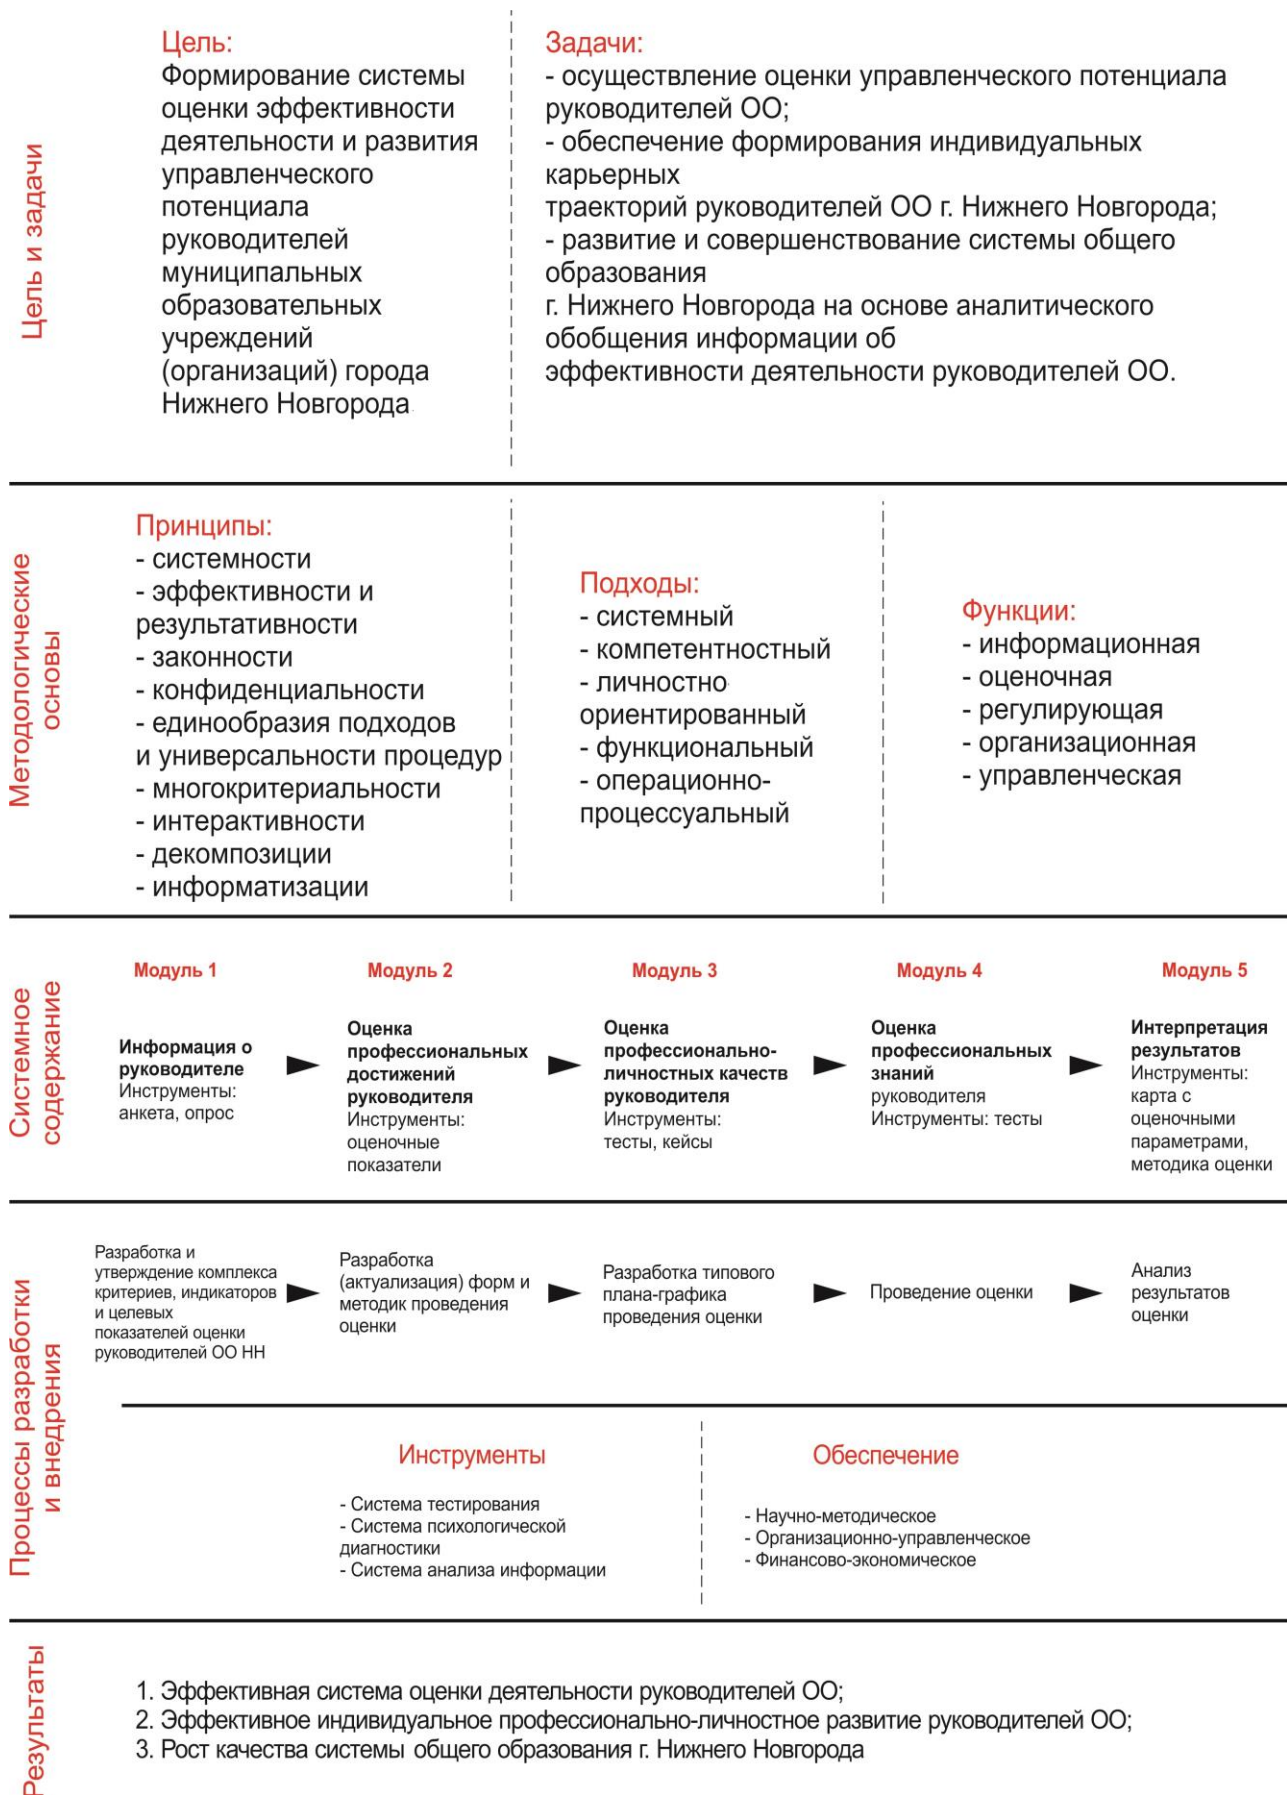 Цель и задачи
Цель:
Формирование системы
оценки эффективности
деятельности и развития
управленческого
потенциала
руководителей
муниципальных
образовательных
учреждений
(организаций) города
Нижнего Новгорода
Задачи:
- осуществление оценки управленческого потенциала
руководителей ОО;
- обеспечение формирования индивидуальных
карьерных
траекторий руководителей ОО г. Нижнего Новгорода;
- развитие и совершенствование системы общего
образования
г. Нижнего Новгорода на основе аналитического
обобщения информации об
эффективности деятельности руководителей ОО.
Методологические
основы
Принципы:
- системности
- эффективности и
результативности
- законности
- конфиденциальности
- единообразия подходов
и универсальности процедур
- многокритериальности
- интерактивности
- декомпозиции
- информатизации
Подходы:
- системный
- компетентностный
- личностно
ориентированный
- функциональный
- операционно-
процессуальный
Функции:
- информационная
- оценочная
- регулирующая
- организационная
- управленческая
Системное
содержание
Модуль 1
Информация о
руководителе
Инструменты:
анкета, опрос
Модуль 2
Оценка
профессиональных
достижений
руководителя
Инструменты:
оценочные
показатели
Модуль 3
Оценка
профессионально-
личностных качеств
руководителя
Инструменты:
тесты, кейсы
Модуль 4
Оценка
профессиональных
знаний
руководителя
Инструменты: тесты
Модуль 5
Интерпретация
результатов
Инструменты:
карта с
оценочными
параметрами,
методика оценки
Процессы разработки
и внедрения
Разработка и
утверждение комплекса
критериев, индикаторов
и целевых
показателей оценки
руководителей ОО НН
Разработка
(актуализация) форм и
методик проведения
оценки
Разработка типового
плана-графика
проведения оценки
Проведение оценки
Анализ
результатов
оценки
Инструменты
- Система тестирования
- Система психологической
диагностики
- Система анализа информации
Обеспечение
- Научно-методическое
- Организационно-управленческое
- Финансово-экономическое
Результаты
1. Эффективная система оценки деятельности руководителей ОО;
2. Эффективное индивидуальное профессионально-личностное развитие руководителей ОО;
3. Рост качества системы общего образования г. Нижнего Новгорода